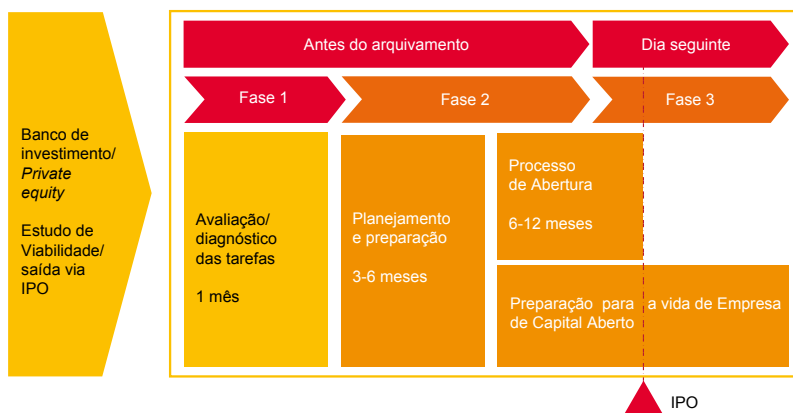 Antes do arquivamento
Dia seguinte
Fase 1
Fase 2
Fase 3
Banco de
investimento/
Private
equity
Estudo de
Viabilidade/
saída via
IPO
Avaliação/
diagnóstico
das tarefas
1 mês
Planejamento
e preparação
3-6 meses
Processo
de Abertura
6-12 meses
Preparação para a vida de Empresa
de Capital Aberto
IPO